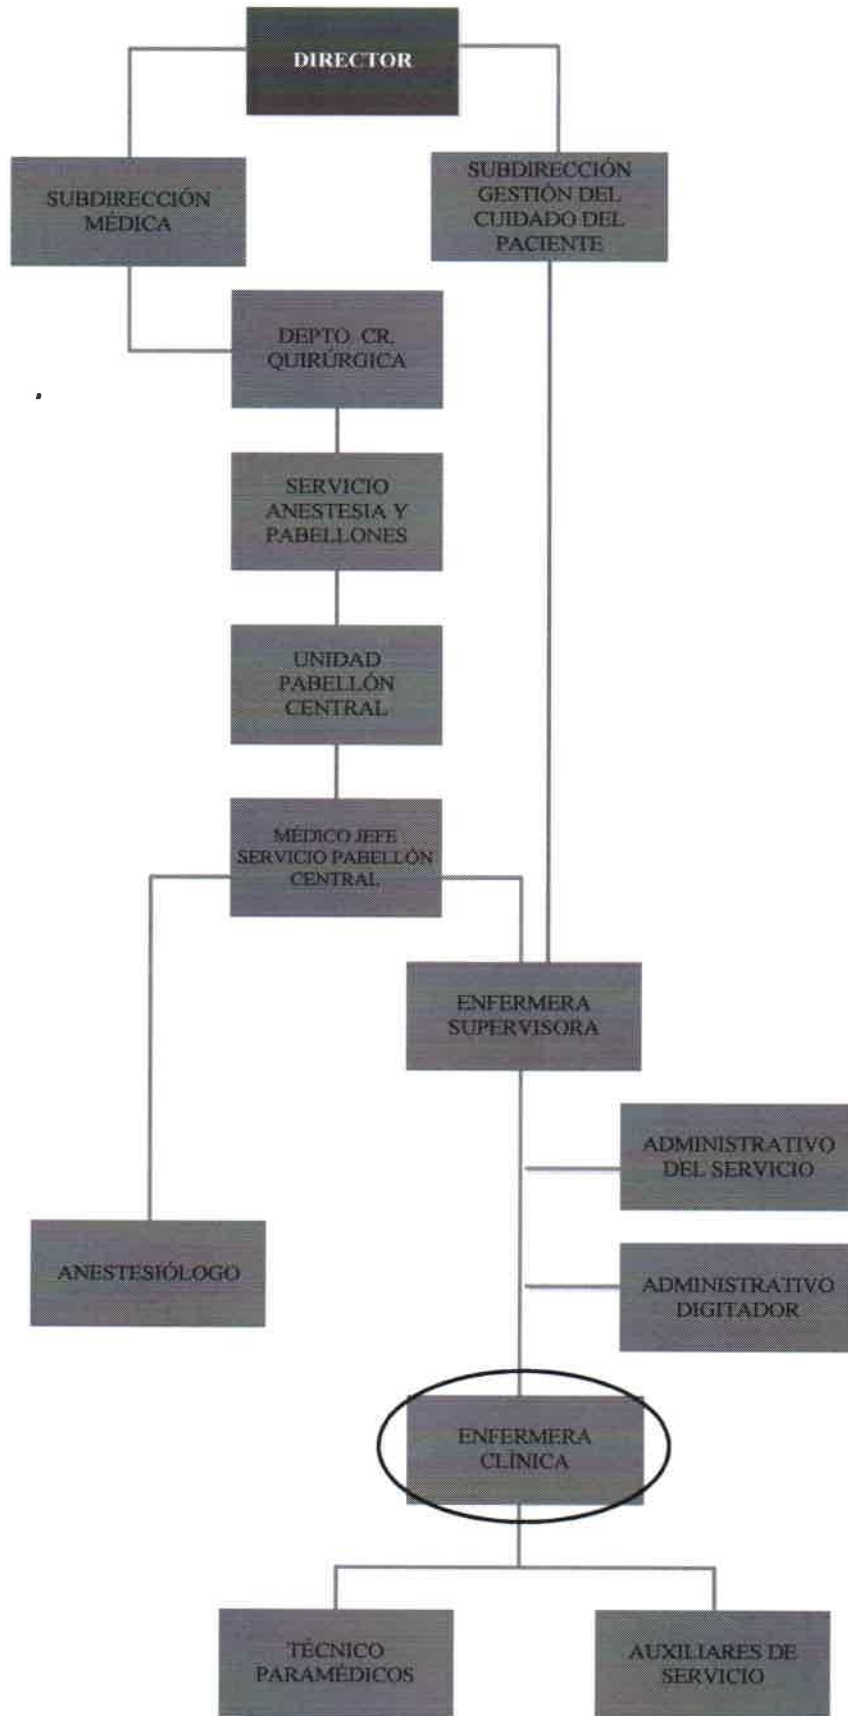 DIRECTOR
SUBDIRECCIÓN
MÉDICA
SUBDIRECCIÓN
GESTIÓN DEL
CUIDADO DEL
PACIENTE
DEPTO. CR.
QUIRÚRGICA
SERVICIO
ANESTESIA Y
PABELLONES
UNIDAD
PABELLÓN
CENTRAL
MÉDICO JEFE
SERVICIO PABELLÓN
CENTRAL
ENFERMERA
SUPERVISORA
ADMINISTRATIVO
DEL SERVICIO
ANESTESIÓLOGO
ADMINISTRATIVO
DIGITADOR
ENFERMERA
CLÍNICA
TÉCNICO
PARAMÉDICOS
AUXILIARES DE
SERVICIO